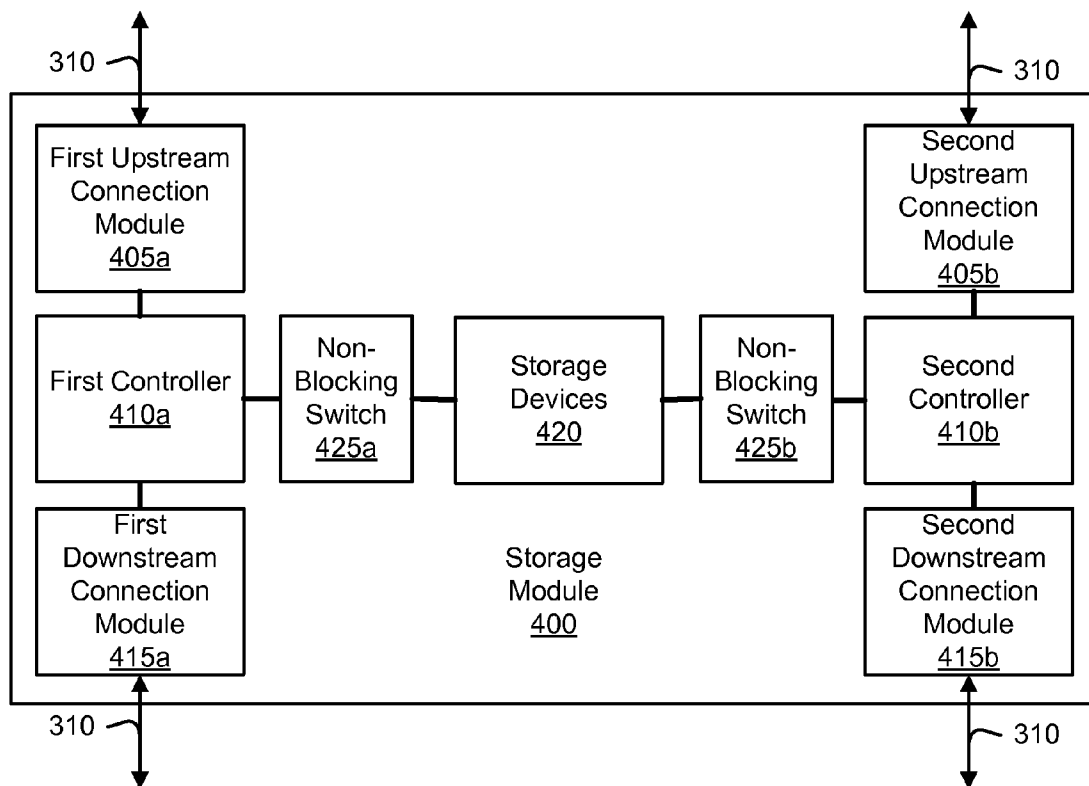 310
310
First Upstream
Connection
Module
405a
Second
Upstream
Connection
Module
405b
First Controller
410a
Non-
Blocking
Switch
425a
Storage
Devices
420
Non-
Blocking
Switch
425b
Second
Controller
410b
First
Downstream
Connection
Module
415a
Storage
Module
400
Second
Downstream
Connection
Module
415b
310
310